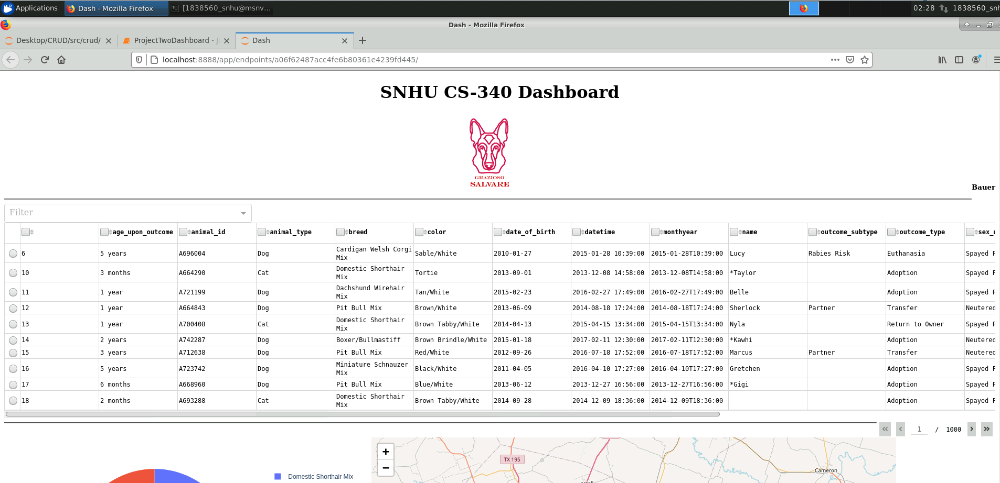 Applications Dash - Mozilla Firefox [1838560_snhu@msnv... 02:28 1838560_snh
Dash - Mozilla Firefox
Desktop/CRUD/src/crud/ ProjectTwoDashboard - Dash
localhost:8888/app/endpoints/a06f62487acc4fe6b80361e4239fd445/
SNHU CS-340 Dashboard
GRAZIOSO
SALVARE
Bauer
Filter
age_upon_outcome animal_id animal_type breed color date_of_birth datetime monthyear name outcome_subtype outcome_type sex_u
6 5 years A696004 Dog Cardigan Welsh Corgi Mix Sable/White 2010-01-27 2015-01-28 10:39:00 2015-01-28T10:39:00 Lucy Rabies Risk Euthanasia Spayed F
10 3 months A664290 Cat Domestic Shorthair Mix Tortie 2013-09-01 2013-12-08 14:58:00 2013-12-08T14:58:00 *Taylor Adoption Spayed F
11 1 year A721199 Dog Dachshund Wirehair Mix Tan/White 2015-02-23 2016-02-27 17:49:00 2016-02-27T17:49:00 Belle Adoption Spayed F
12 1 year A664843 Dog Pit Bull Mix Brown/White 2013-06-09 2014-08-18 17:24:00 2014-08-18T17:24:00 Sherlock Partner Transfer Neutered
13 1 year A700408 Cat Domestic Shorthair Mix Brown Tabby/White 2014-04-13 2015-04-15 13:34:00 2015-04-15T13:34:00 Nyla Return to Owner Spayed F
14 2 years A742287 Dog Boxer/Bullmastiff Brown Brindle/White 2015-01-18 2017-02-11 12:30:00 2017-02-11T12:30:00 *Kawhi Adoption Neutered
15 3 years A712638 Dog Pit Bull Mix Red/White 2012-09-26 2016-07-18 17:52:00 2016-07-18T17:52:00 Marcus Partner Transfer Neutered
16 5 years A723742 Dog Miniature Schnauzer Mix Black/White 2011-04-05 2016-04-10 17:27:00 2016-04-10T17:27:00 Gretchen Adoption Spayed F
17 6 months A668960 Dog Pit Bull Mix Blue/White 2013-06-12 2013-12-27 16:56:00 2013-12-27T16:56:00 *Gigi Adoption Spayed F
18 2 months A693288 Cat Domestic Shorthair Mix Brown Tabby/White 2014-09-28 2014-12-09 18:36:00 2014-12-09T18:36:00 Adoption Spayed F
1 / 1000
+
−
TX 195
Cameron
Domestic Shorthair Mix